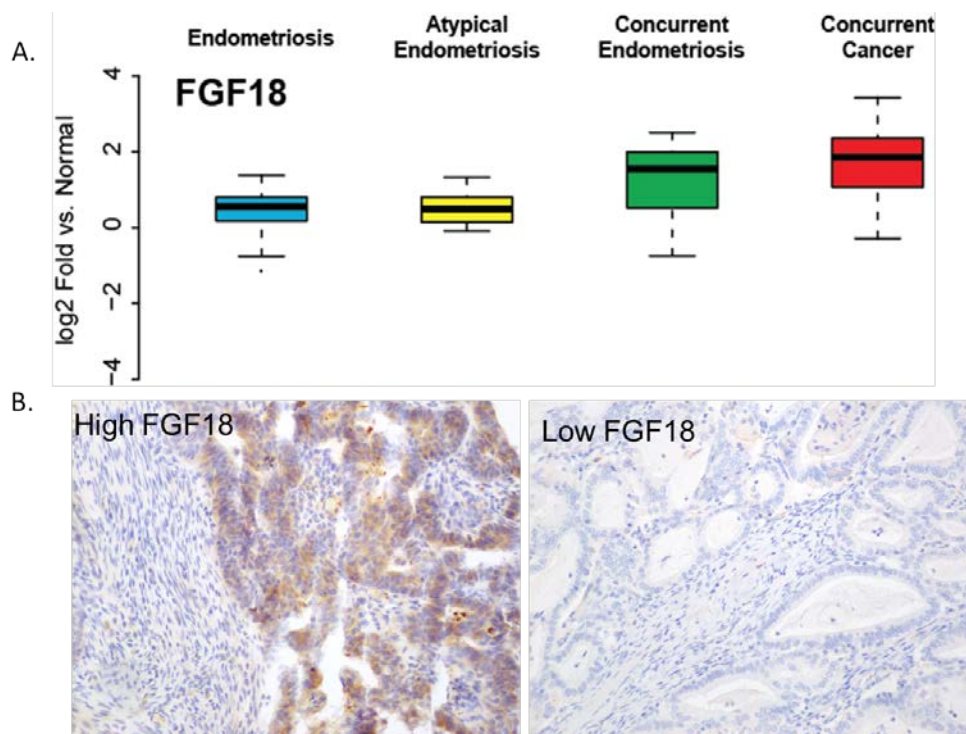 A.
Endometriosis
Atypical
Endometriosis
Concurrent
Endometriosis
Concurrent
Cancer
FGF18
log2 Fold vs. Normal
4
2
0
−2
−4
B.
High FGF18
Low FGF18